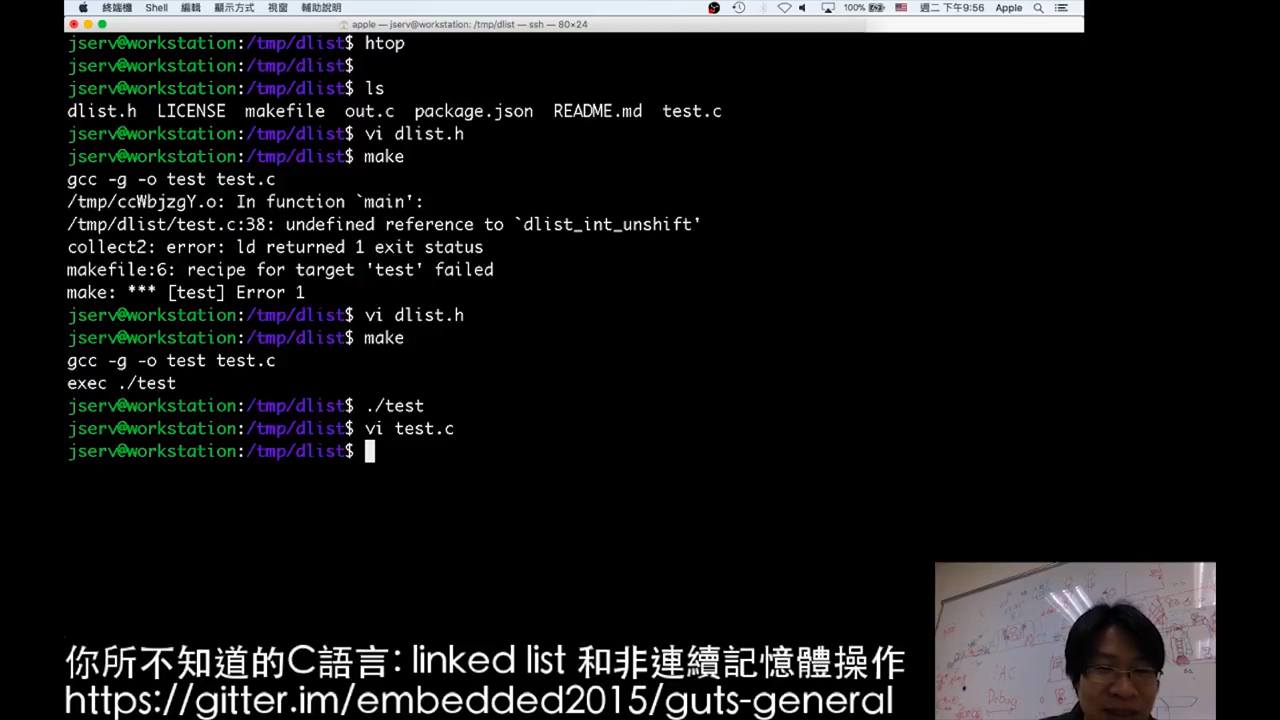 終端機 Shell 編輯 顯示方式 視窗 輔助說明 100% 週二 下午9:56 Apple
apple — jserv@workstation: /tmp/dlist — ssh — 80×24
jserv@workstation:/tmp/dlist$ htop
jserv@workstation:/tmp/dlist$
jserv@workstation:/tmp/dlist$ ls
dlist.h LICENSE makefile out.c package.json README.md test.c
jserv@workstation:/tmp/dlist$ vi dlist.h
jserv@workstation:/tmp/dlist$ make
gcc -g -o test test.c
/tmp/ccWbjzgY.o: In function `main':
/tmp/dlist/test.c:38: undefined reference to `dlist_int_unshift'
collect2: error: ld returned 1 exit status
makefile:6: recipe for target 'test' failed
make: *** [test] Error 1
jserv@workstation:/tmp/dlist$ vi dlist.h
jserv@workstation:/tmp/dlist$ make
gcc -g -o test test.c
exec ./test
jserv@workstation:/tmp/dlist$ ./test
jserv@workstation:/tmp/dlist$ vi test.c
jserv@workstation:/tmp/dlist$
Debug
你所不知道的C語言: linked list 和非連續記憶體操作
https://gitter.im/embedded2015/guts-general